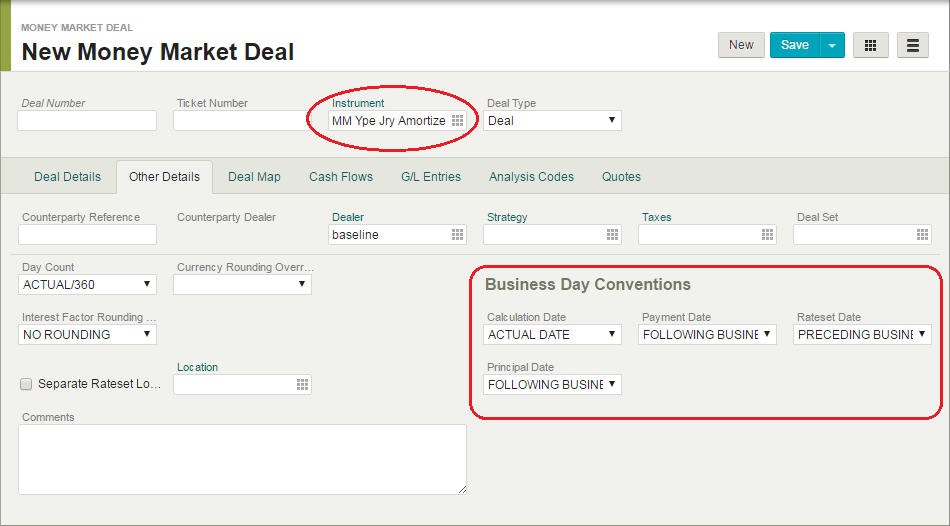 MONEY MARKET DEAL
New Money Market Deal
New Save
Deal Number Ticket Number Instrument Deal Type
MM Ype Jry Amortize Deal
Deal Details Other Details Deal Map Cash Flows G/L Entries Analysis Codes Quotes
Counterparty Reference Counterparty Dealer Dealer Strategy Taxes Deal Set
baseline
Day Count Currency Rounding Overr…
ACTUAL/360
Business Day Conventions
Interest Factor Rounding … Calculation Date Payment Date Rateset Date
NO ROUNDING ACTUAL DATE FOLLOWING BUSINE PRECEDING BUSINE
Location Principal Date
Separate Rateset Lo… FOLLOWING BUSINE
Comments